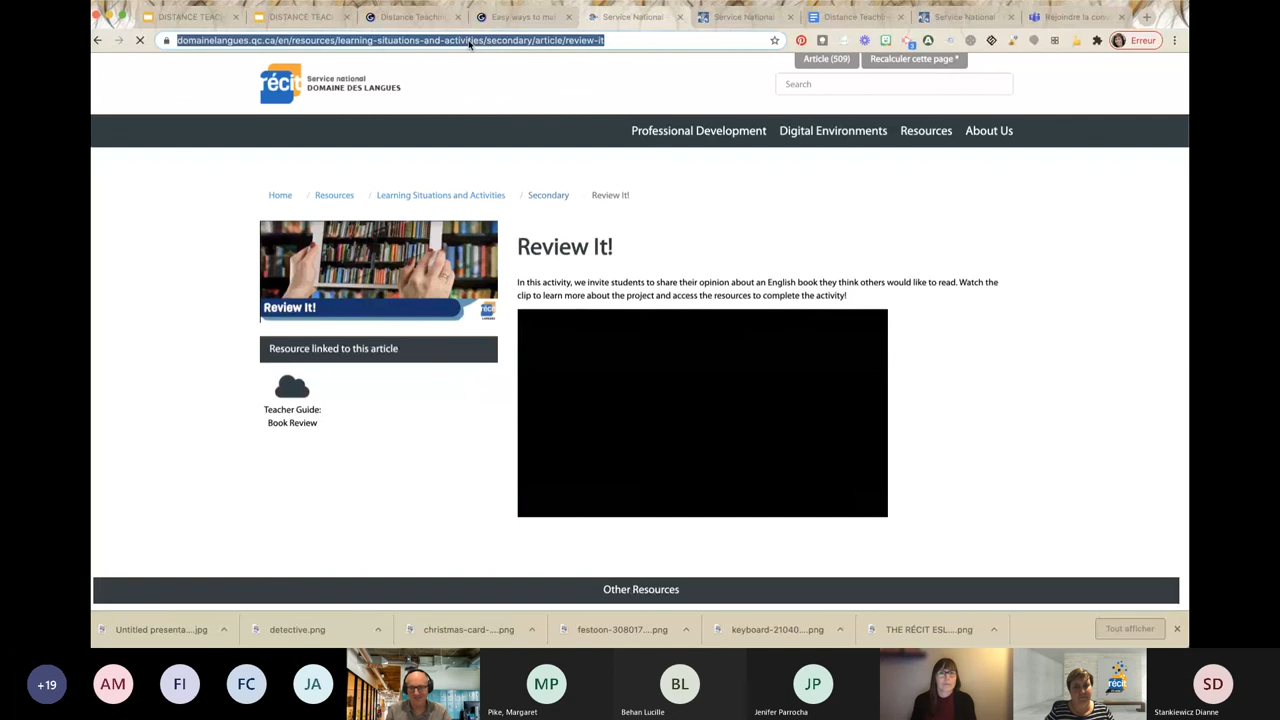 DISTANCE TEACH
DISTANCE TEAC
Distance Teachin
Easy ways to ma
Service National
Service National
Distance Teachin
Service National
Rejoindre la con
domainelangues.qc.ca/en/resources/learning-situations-and-activities/secondary/article/review-it
3
Erreur
Article (509)
Recalculer cette page *
récit
Service national
DOMAINE DES LANGUES
Search
Professional Development
Digital Environments
Resources
About Us
Home / Resources / Learning Situations and Activities / Secondary Review It!
Review It!
récit
Review It!
In this activity, we invite students to share their opinion about an English book they think others would like to read. Watch the
clip to learn more about the project and access the resources to complete the activity!
Resource linked to this article
Teacher Guide:
Book Review
Other Resources
Untitled presenta....jpg
detective.png
christmas-card-....png
festoon-308017....png
keyboard-21040....png
THE RÉCIT ESL....png
Tout afficher
+19
AM
FI
FC
JA
MP
Pike, Margaret
BL
Behan Lucille
JP
Jenifer Parrocha
récit
SD
Stankiewicz Dianne